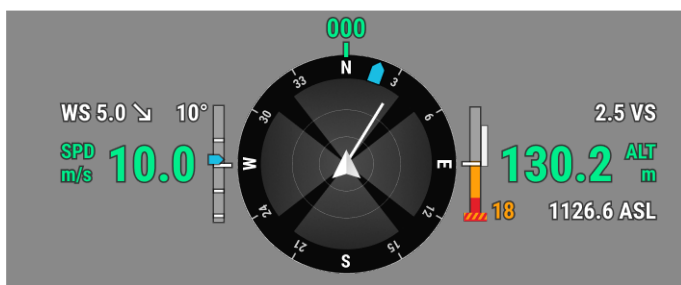 000
N
33
3
30
6
W
E
24
12
21
15
S
WS 5.0 ↘ 10°
SPD
m/s
10.0
2.5 VS
130.2
ALT
m
18
1126.6 ASL